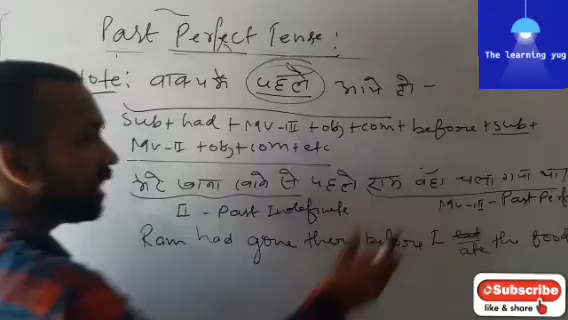 Past Perfect Tense:
The learning yug
Note: वाक्य में पहले आये हो -
Sub + had + MV-III + obj + com + before + sub +
MV-II + obj + com + etc
मेरे खाना खाने से पहले राम वहाँ चला गया था
II - Past Indefinite
MV-III - Past Perf
Ram had gone there before I ate the food
Subscribe
like & share